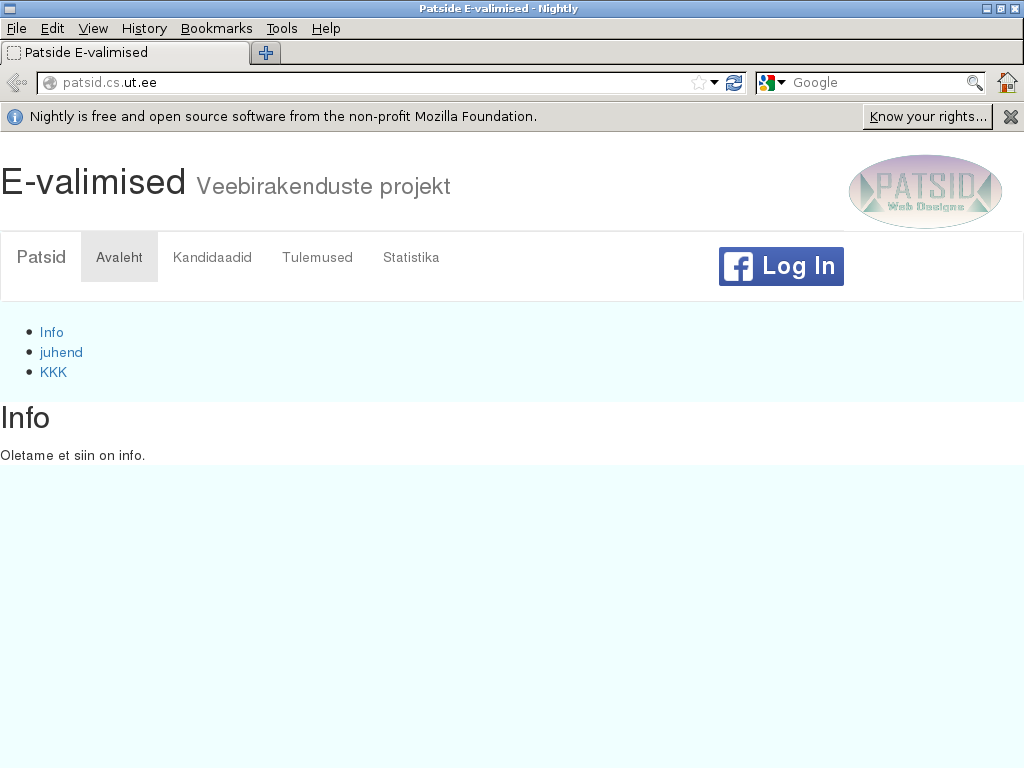 Patside E-valimised - Nightly
File Edit View History Bookmarks Tools Help
Patside E-valimised
patsid.cs.ut.ee Google
Nightly is free and open source software from the non-profit Mozilla Foundation. Know your rights...
E-valimised Veebirakenduste projekt
PATSID
Web Designs
Patsid Avaleht Kandidaadid Tulemused Statistika Log In
Info
juhend
KKK
Info
Oletame et siin on info.